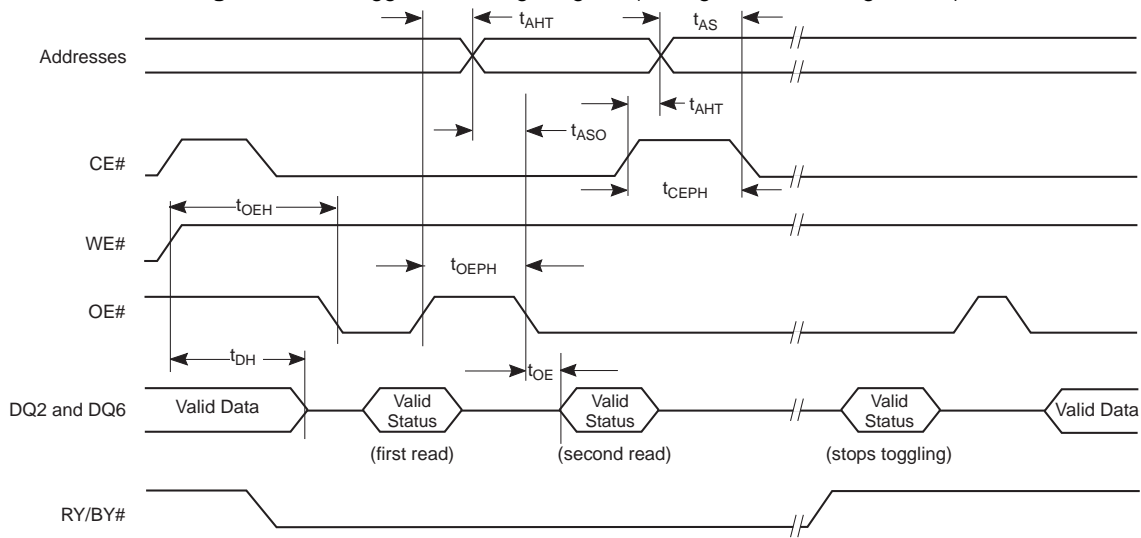 tAHT
tAS
Addresses
tAHT
tASO
CE#
tCEPH
tOEH
WE#
tOEPH
OE#
tDH
tOE
DQ2 and DQ6
Valid Data
Valid
Status
Valid
Status
Valid
Status
Valid Data
(first read)
(second read)
(stops toggling)
RY/BY#